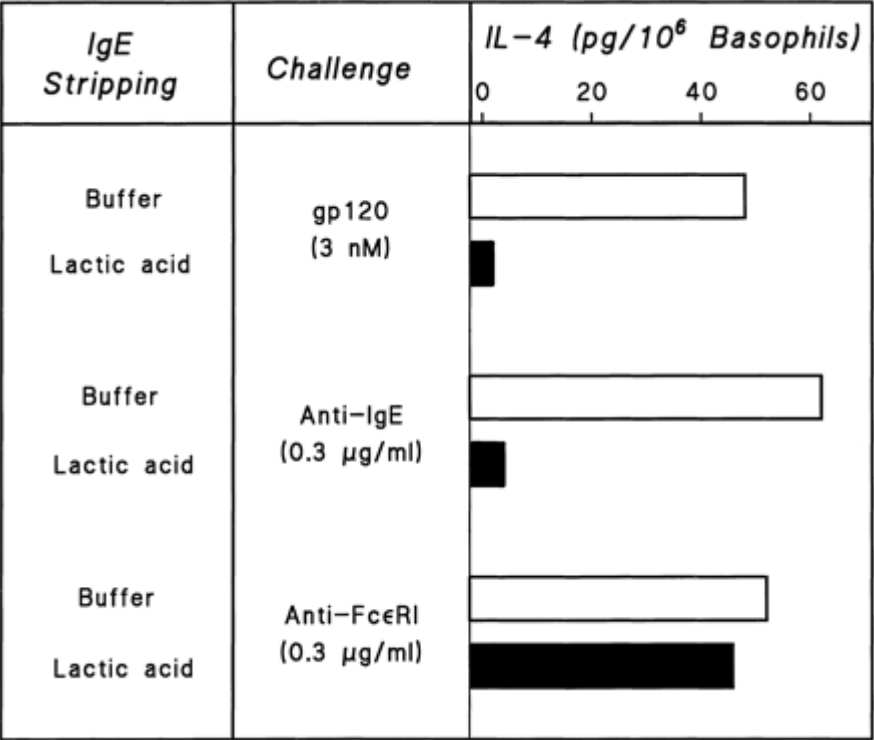 IgE
Stripping
Challenge
IL-4 (pg/10⁶ Basophils)
0 20 40 60
Buffer
Lactic acid
gp120
(3 nM)
Buffer
Lactic acid
Anti-IgE
(0.3 μg/ml)
Buffer
Lactic acid
Anti-FcεRI
(0.3 μg/ml)